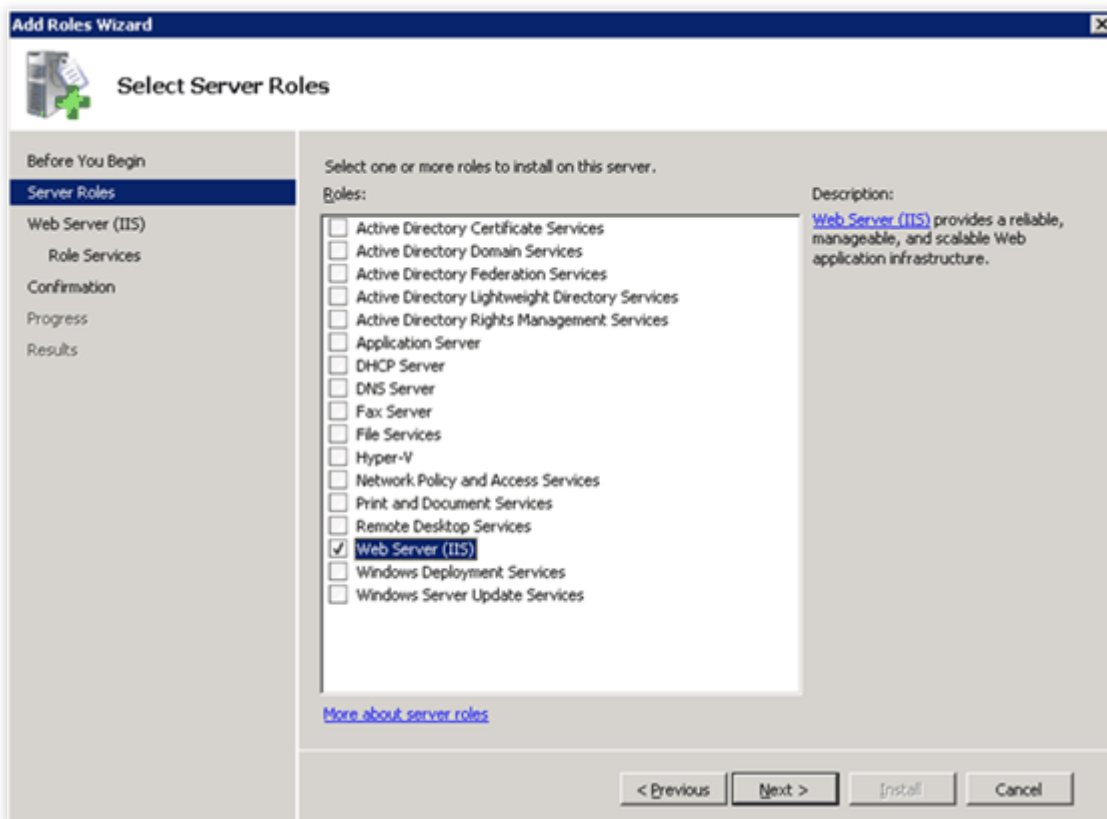 Add Roles Wizard
Select Server Roles
Before You Begin
Server Roles
Web Server (IIS)
Role Services
Confirmation
Progress
Results
Select one or more roles to install on this server.
Roles:
Active Directory Certificate Services
Active Directory Domain Services
Active Directory Federation Services
Active Directory Lightweight Directory Services
Active Directory Rights Management Services
Application Server
DHCP Server
DNS Server
Fax Server
File Services
Hyper-V
Network Policy and Access Services
Print and Document Services
Remote Desktop Services
Web Server (IIS)
Windows Deployment Services
Windows Server Update Services
More about server roles
Description:
Web Server (IIS) provides a reliable,
manageable, and scalable Web
application infrastructure.
< Previous
Next >
Install
Cancel